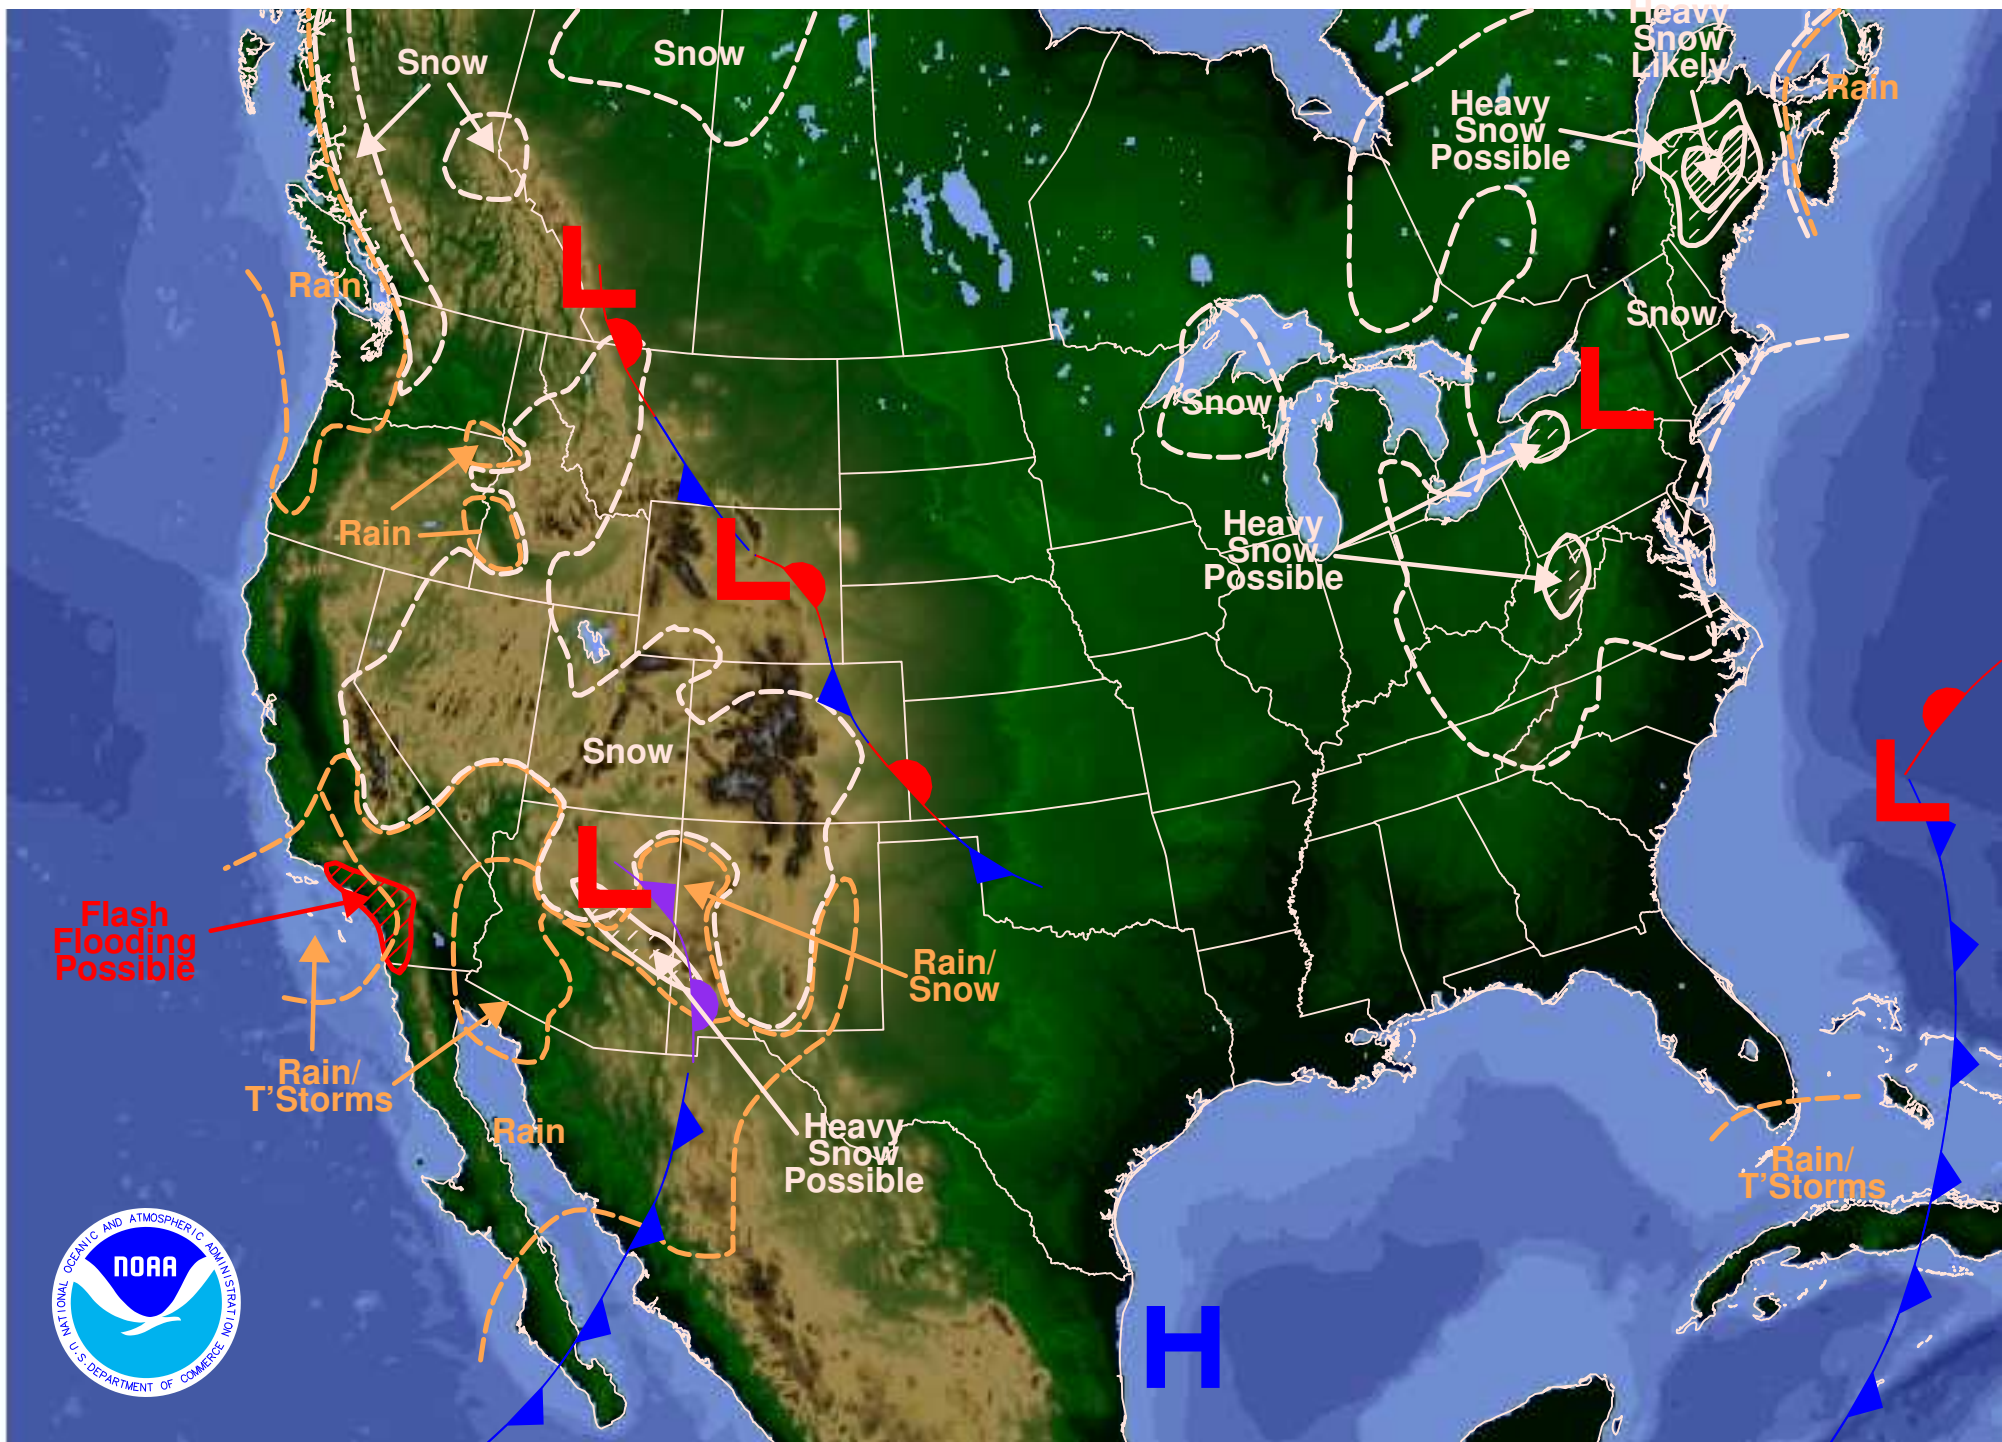 Heavy
Snow
Likely
Snow
Snow
Rain
Heavy
Snow
Possible
Rain
Snow
Snow
Rain
Heavy
Snow
Possible
Snow
Flash
Flooding
Possible
Rain/
Snow
Rain/
T'Storms
Rain
Heavy
Snow
Possible
Rain/
T'Storms
L
L
L
L
L
H
NATIONAL OCEANIC AND ATMOSPHERIC ADMINISTRATION
NOAA
U.S. DEPARTMENT OF COMMERCE